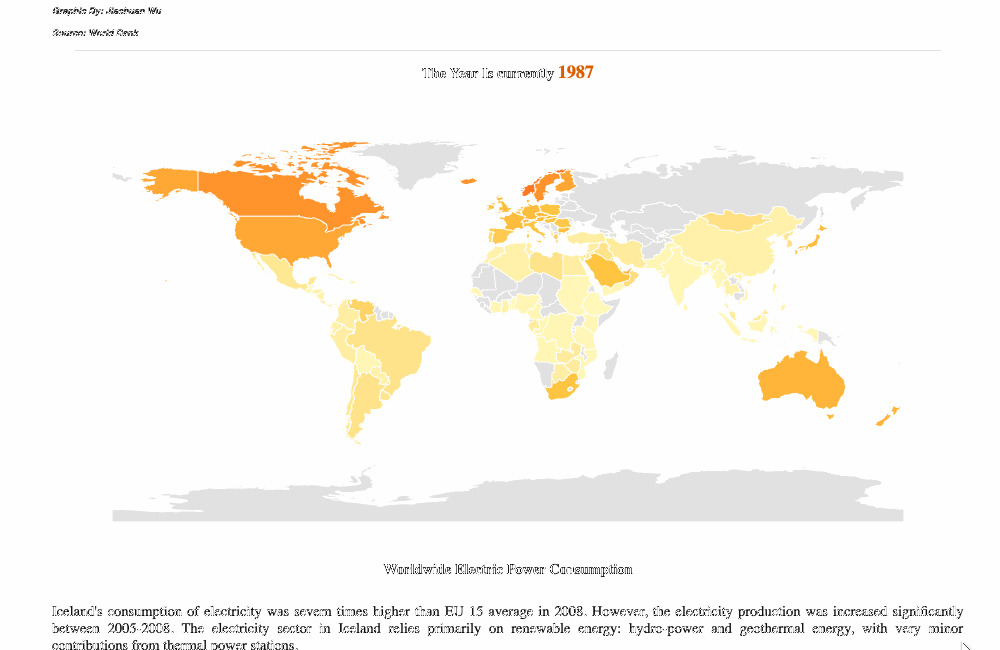 Graphic By: Jiachuan Wu
Source: World Bank
The Year is currently 1987
Worldwide Electric Power Consumption
Iceland's consumption of electricity was severn times higher than EU 15 average in 2008. However, the electricity production was increased significantly
between 2005-2008. The electricity sector in Iceland relies primarily on renewable energy: hydro-power and geothermal energy, with very minor
contributions from thermal power stations.